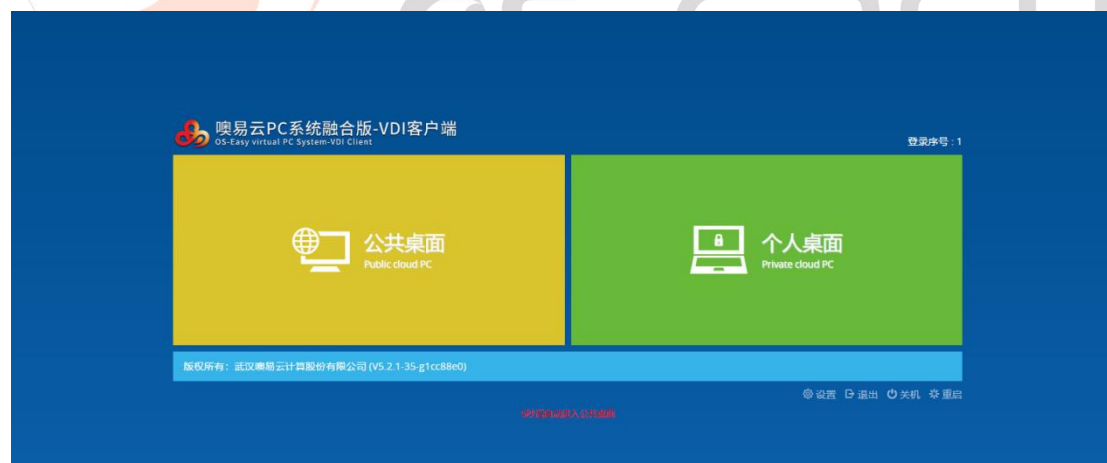 噢易云PC系统融合版-VDI客户端
OS-Easy virtual PC System-VDI Client
登录序号 : 1
公共桌面
Public cloud PC
个人桌面
Private cloud PC
版权所有：武汉噢易云计算股份有限公司 (V5.2.1-35-g1cc88e0)
设置 退出 关机 重启